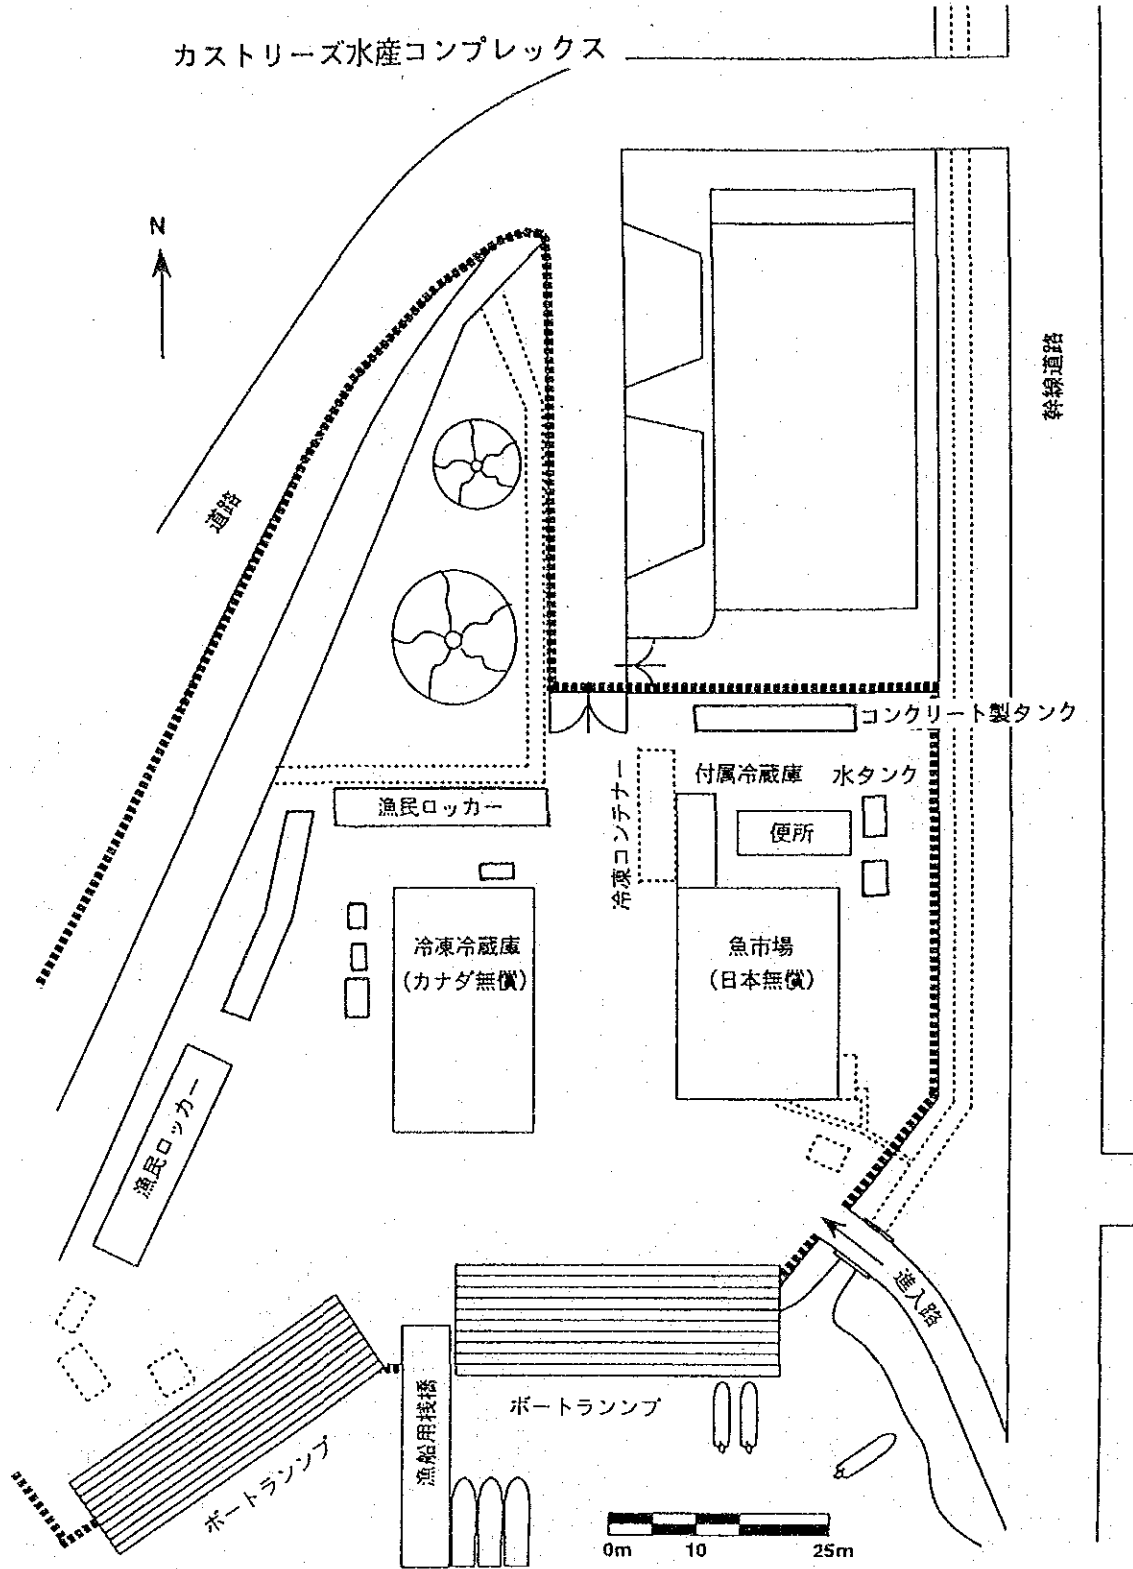 カストリーズ水産コンプレックス
N
幹線道路
道路
コンクリート製タンク
付属冷蔵庫
水タンク
冷凍コンテナー
漁民ロッカー
便所
冷凍冷蔵庫
(カナダ無償)
魚市場
(日本無償)
漁民ロッカー
進入路
ボートランンプ
漁船用桟橋
ボートランンプ
0m 10 25m